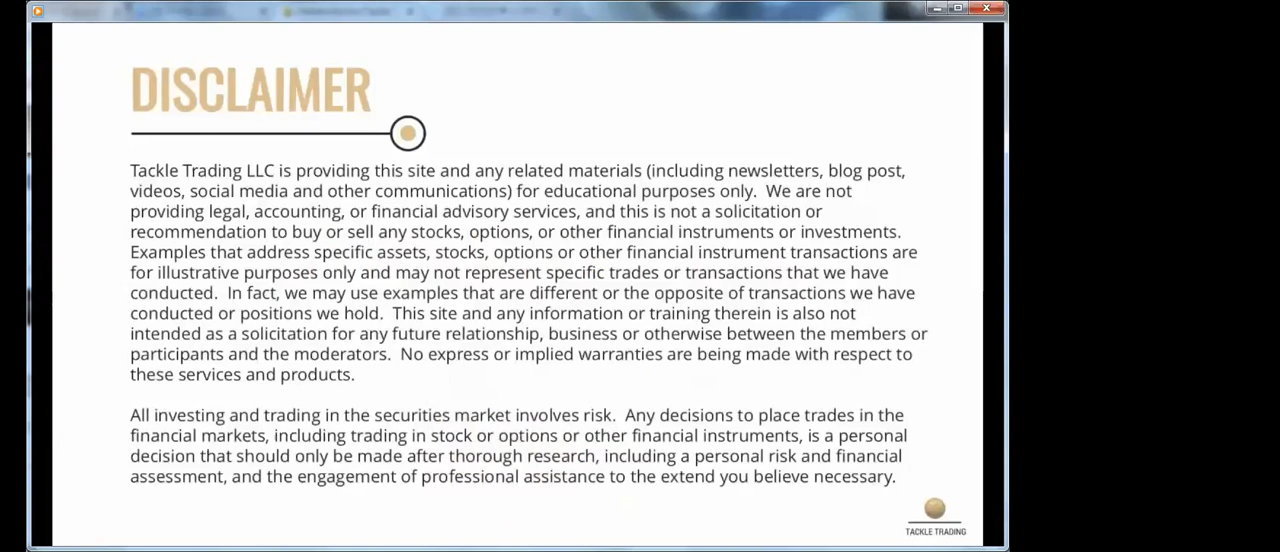 DISCLAIMER
Tackle Trading LLC is providing this site and any related materials (including newsletters, blog post,
videos, social media and other communications) for educational purposes only.  We are not
providing legal, accounting, or financial advisory services, and this is not a solicitation or
recommendation to buy or sell any stocks, options, or other financial instruments or investments.
Examples that address specific assets, stocks, options or other financial instrument transactions are
for illustrative purposes only and may not represent specific trades or transactions that we have
conducted.  In fact, we may use examples that are different or the opposite of transactions we have
conducted or positions we hold.  This site and any information or training therein is also not
intended as a solicitation for any future relationship, business or otherwise between the members or
participants and the moderators.  No express or implied warranties are being made with respect to
these services and products.
All investing and trading in the securities market involves risk.  Any decisions to place trades in the
financial markets, including trading in stock or options or other financial instruments, is a personal
decision that should only be made after thorough research, including a personal risk and financial
assessment, and the engagement of professional assistance to the extend you believe necessary.
TACKLE TRADING